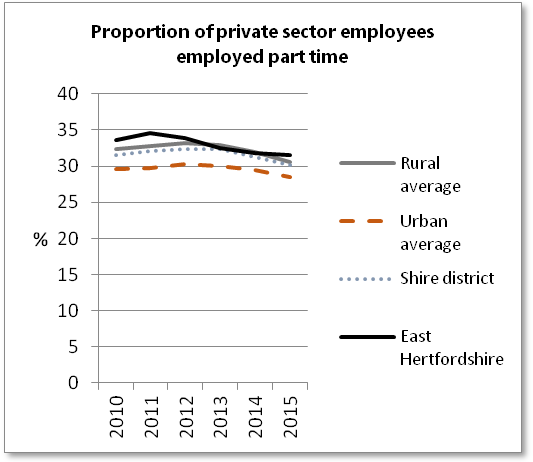 Proportion of private sector employees
employed part time
40
35
30
25
20
15
10
5
0
%
2010
2011
2012
2013
2014
2015
Rural
average
Urban
average
Shire district
East
Hertfordshire